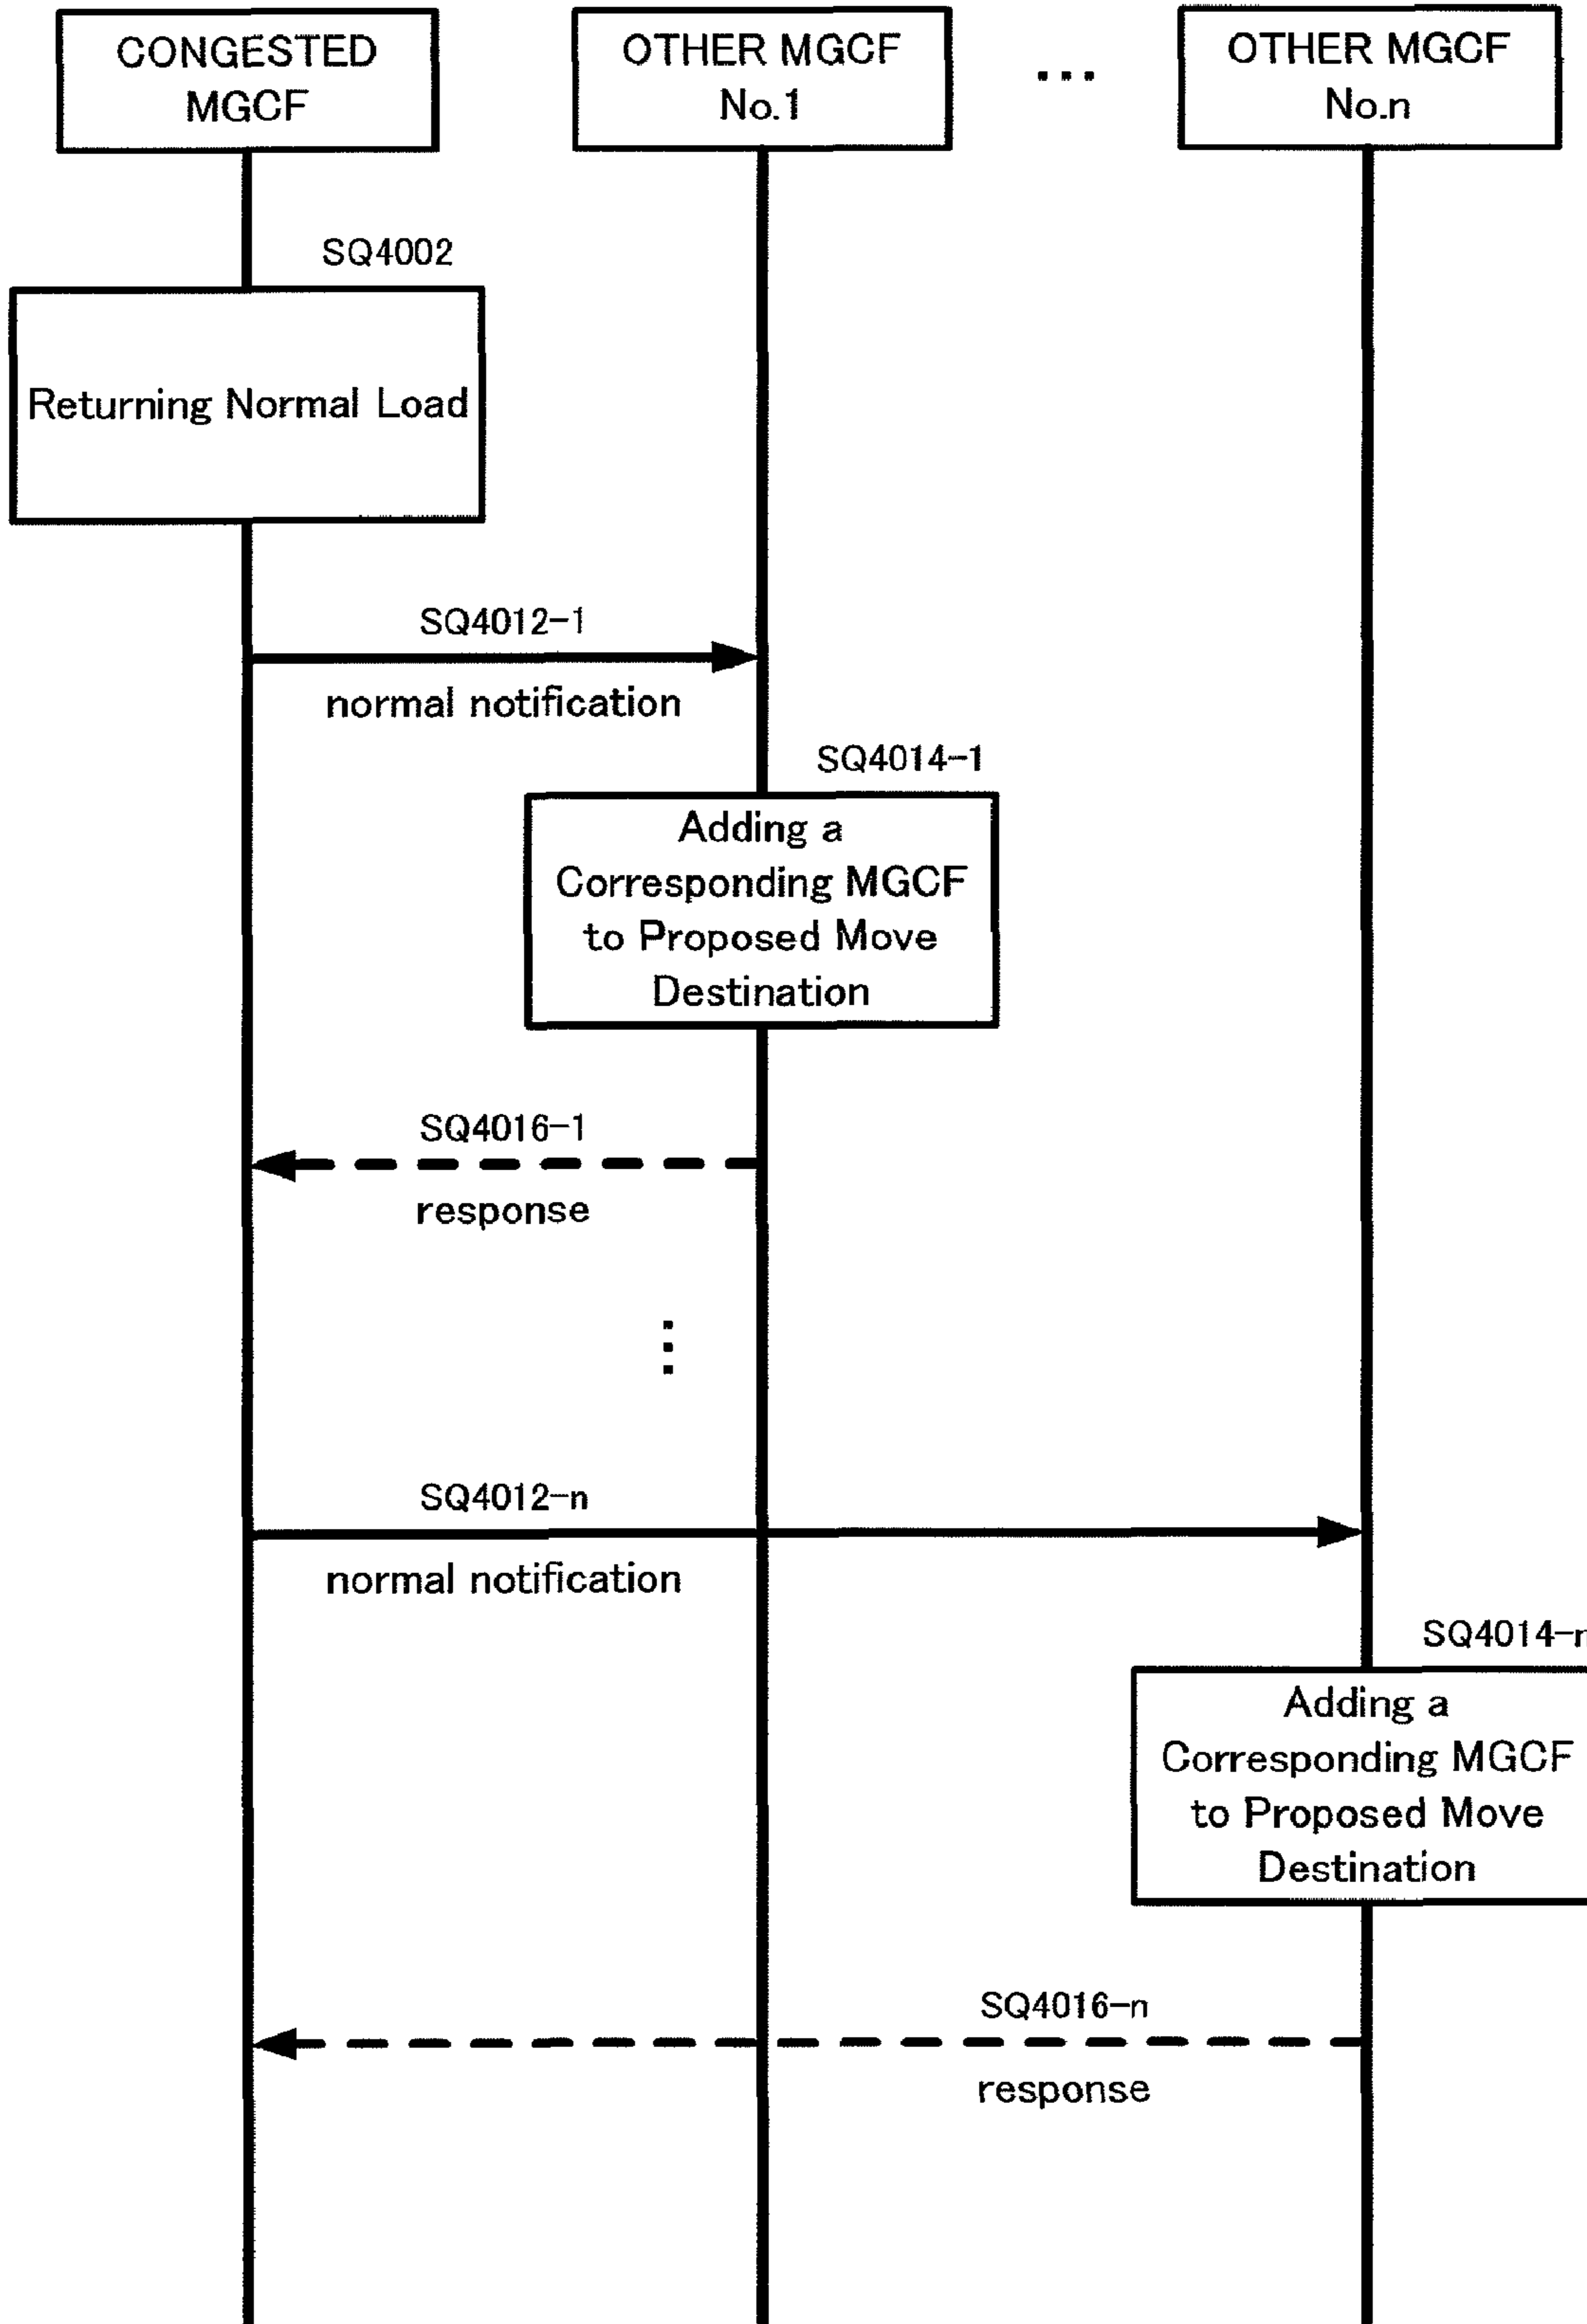 CONGESTED
MGCF
OTHER MGCF
No.1
...
OTHER MGCF
No.n
SQ4002
Returning Normal Load
SQ4012-1
normal notification
SQ4014-1
Adding a
Corresponding MGCF
to Proposed Move
Destination
SQ4016-1
response
SQ4012-n
normal notification
SQ4014-n
Adding a
Corresponding MGCF
to Proposed Move
Destination
SQ4016-n
response